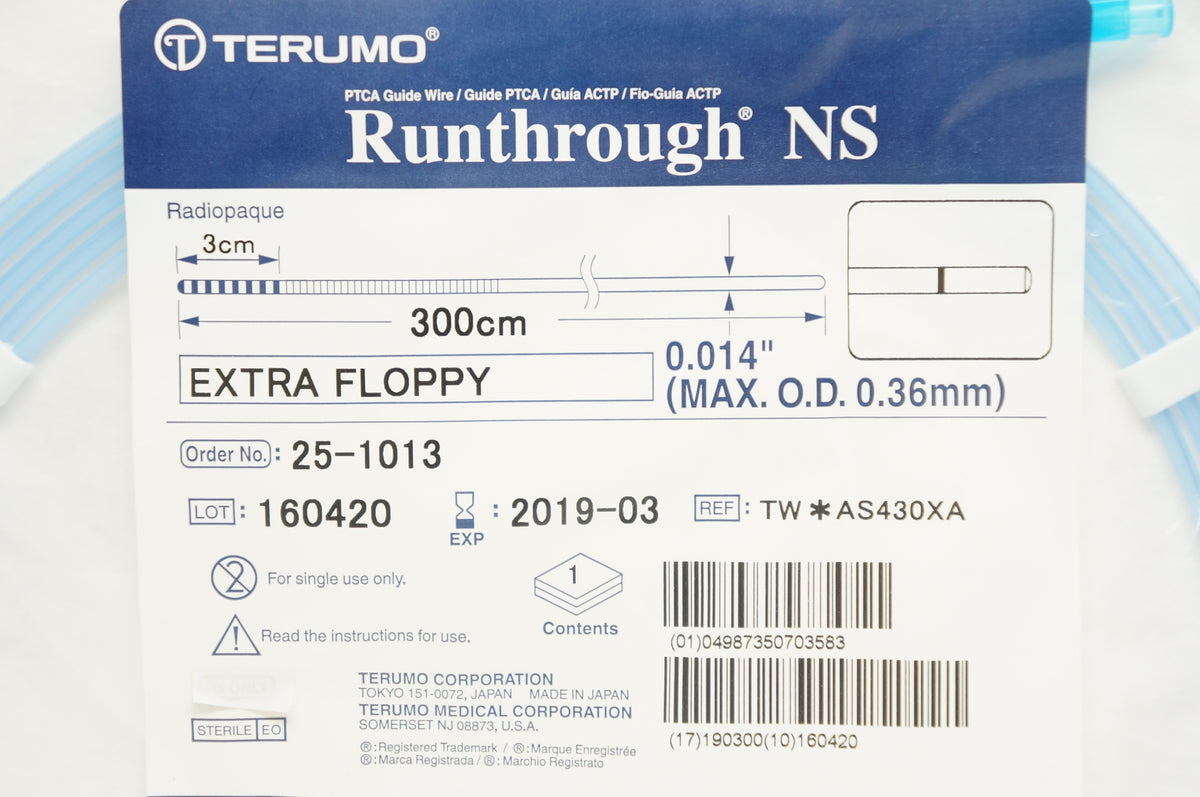 TERUMO®
PTCA Guide Wire / Guide PTCA / Guía ACTP / Fio-Guia ACTP
Runthrough® NS
Radiopaque
3cm
300cm
EXTRA FLOPPY
0.014"
(MAX. O.D. 0.36mm)
Order No.: 25-1013
LOT: 160420
EXP : 2019-03
REF: TW✱AS430XA
2 For single use only.
Read the instructions for use.
1
Contents
(01)04987350703583
(17)190300(10)160420
STERILE EO
TERUMO CORPORATION
TOKYO 151-0072, JAPAN MADE IN JAPAN
TERUMO MEDICAL CORPORATION
SOMERSET NJ 08873, U.S.A.
®:Registered Trademark / ®:Marque Enregistrée
®:Marca Registrada / ®:Marchio Registrato